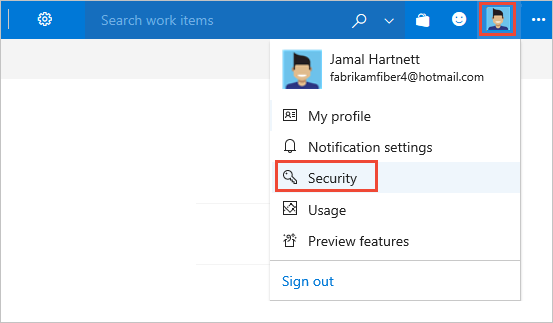 Search work items
Jamal Hartnett
fabrikamfiber4@hotmail.com
My profile
Notification settings
Security
Usage
Preview features
Sign out